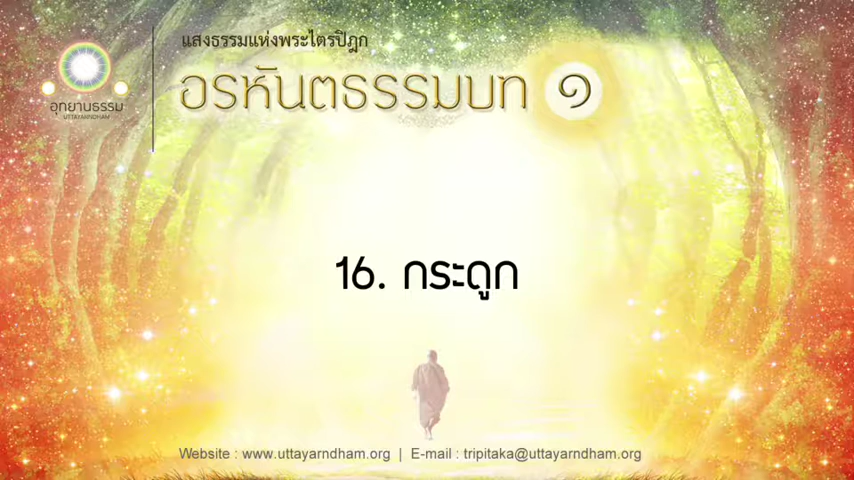 แสงธรรมแห่งพระไตรปิฎก
อรหันตธรรมบท ๑
อุทยานธรรม
UTTAYARNDHAM
16. กระดูก
Website : www.uttayarndham.org | E-mail : tripitaka@uttayarndham.org